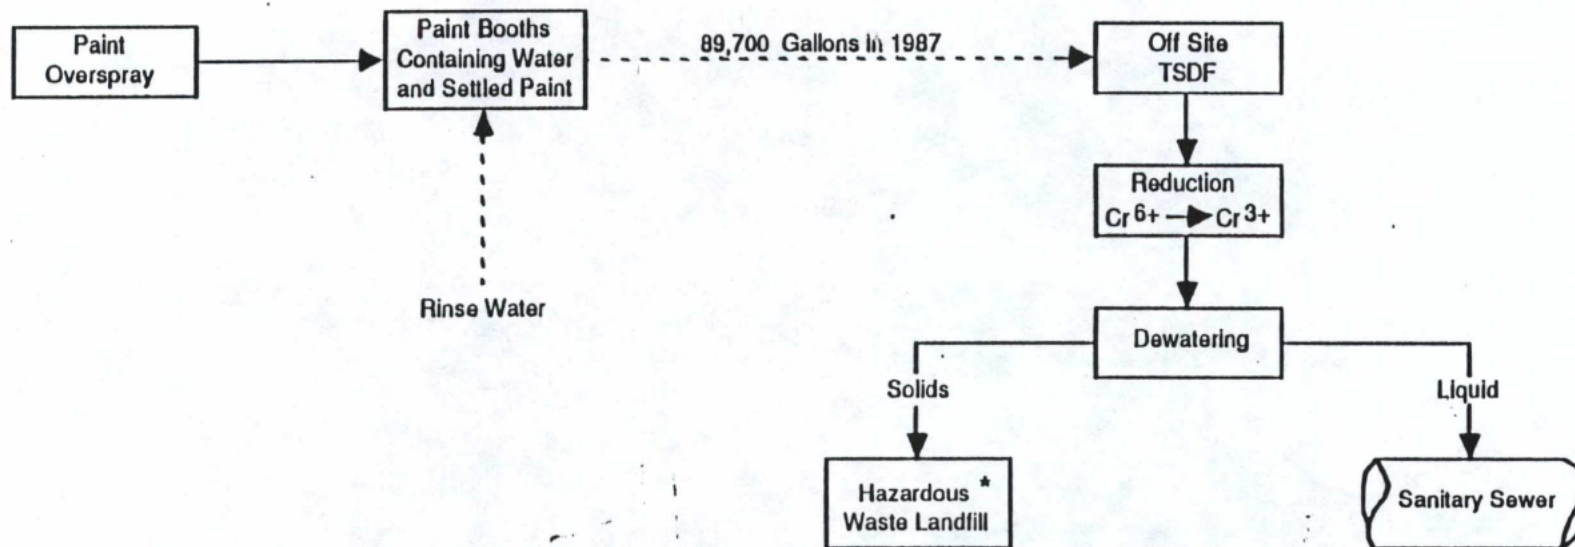 Paint
Overspray
Paint Booths
Containing Water
and Settled Paint
89,700 Gallons in 1987
Off Site
TSDF
Reduction
Cr 6+ → Cr 3+
Rinse Water
Dewatering
Solids
Liquid
Hazardous *
Waste Landfill
Sanitary Sewer